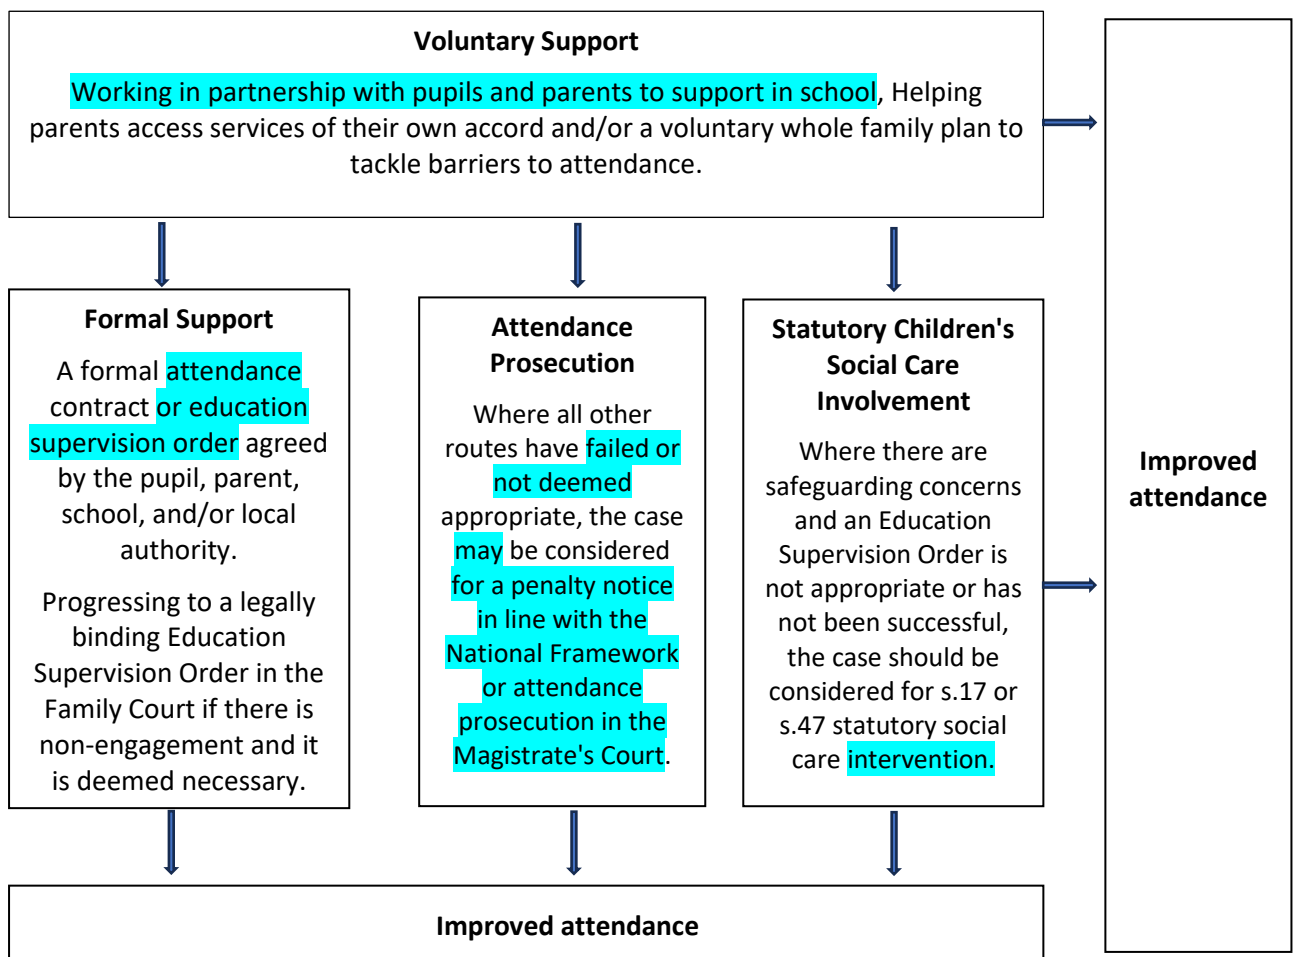 Voluntary Support
Working in partnership with pupils and parents to support in school, Helping
parents access services of their own accord and/or a voluntary whole family plan to
tackle barriers to attendance.
Formal Support
A formal attendance
contract or education
supervision order agreed
by the pupil, parent,
school, and/or local
authority.
Progressing to a legally
binding Education
Supervision Order in the
Family Court if there is
non-engagement and it
is deemed necessary.
Attendance
Prosecution
Where all other
routes have failed or
not deemed
appropriate, the case
may be considered
for a penalty notice
in line with the
National Framework
or attendance
prosecution in the
Magistrate's Court.
Statutory Children's
Social Care
Involvement
Where there are
safeguarding concerns
and an Education
Supervision Order is
not appropriate or has
not been successful,
the case should be
considered for s.17 or
s.47 statutory social
care intervention.
Improved
attendance
Improved attendance